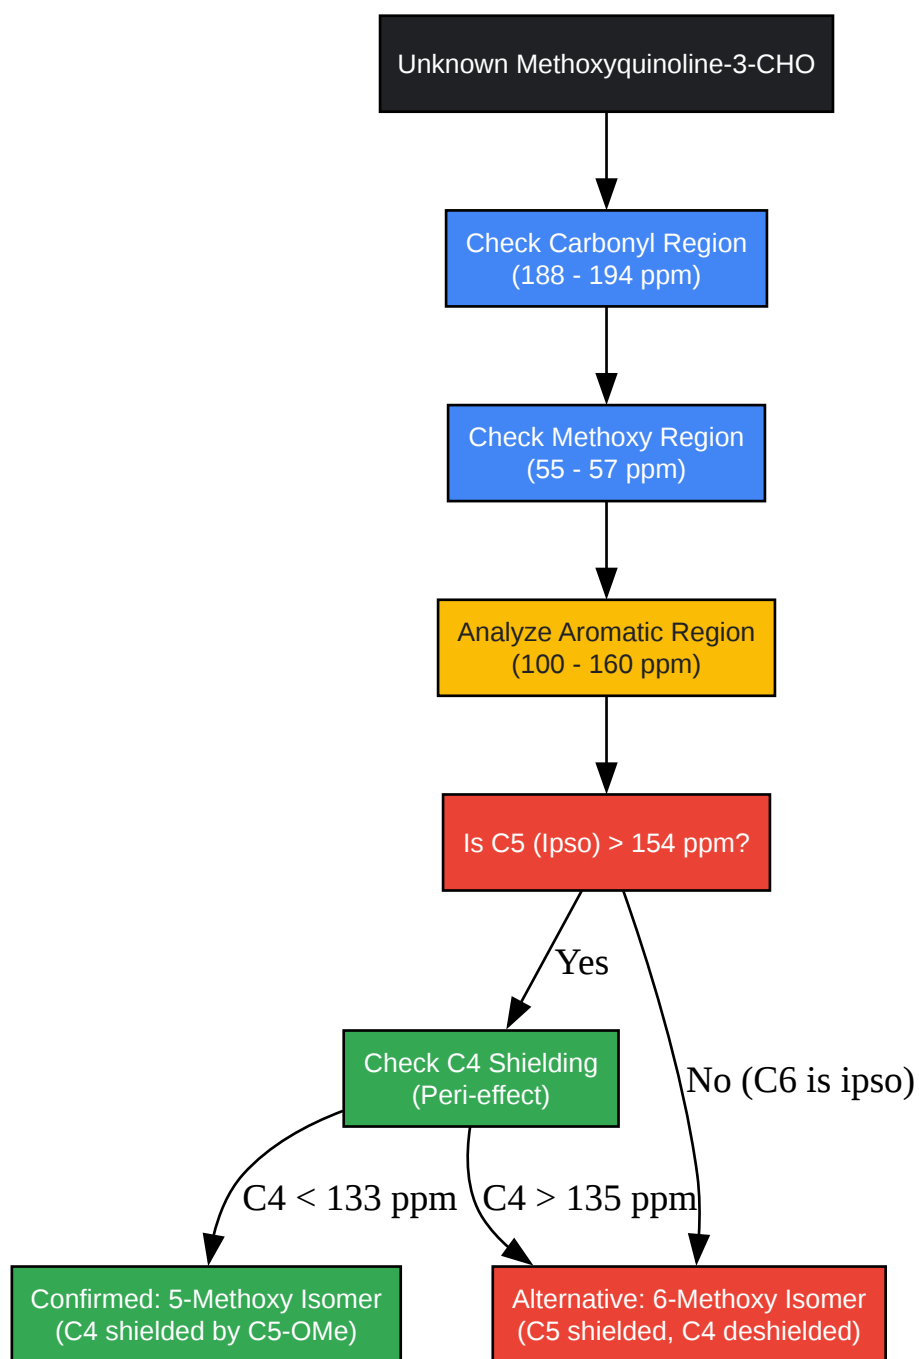 Unknown Methoxyquinoline-3-CHO
Check Carbonyl Region
(188 - 194 ppm)
Check Methoxy Region
(55 - 57 ppm)
Analyze Aromatic Region
(100 - 160 ppm)
Is C5 (Ipso) > 154 ppm?
Yes
No (C6 is ipso)
Check C4 Shielding
(Peri-effect)
C4 < 133 ppm
C4 > 135 ppm
Confirmed: 5-Methoxy Isomer
(C4 shielded by C5-OMe)
Alternative: 6-Methoxy Isomer
(C5 shielded, C4 deshielded)